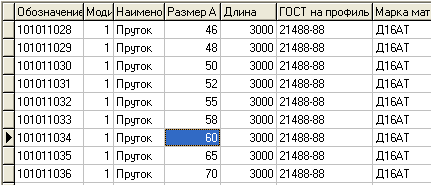 Обозначение Моди Наимено Размер А Длина ГОСТ на профиль Марка мат
101011028 1 Пруток 46 3000 21488-88 Д16АТ
101011029 1 Пруток 48 3000 21488-88 Д16АТ
101011030 1 Пруток 50 3000 21488-88 Д16АТ
101011031 1 Пруток 52 3000 21488-88 Д16АТ
101011032 1 Пруток 55 3000 21488-88 Д16АТ
101011033 1 Пруток 58 3000 21488-88 Д16АТ
101011034 1 Пруток 60 3000 21488-88 Д16АТ
101011035 1 Пруток 65 3000 21488-88 Д16АТ
101011036 1 Пруток 70 3000 21488-88 Д16АТ